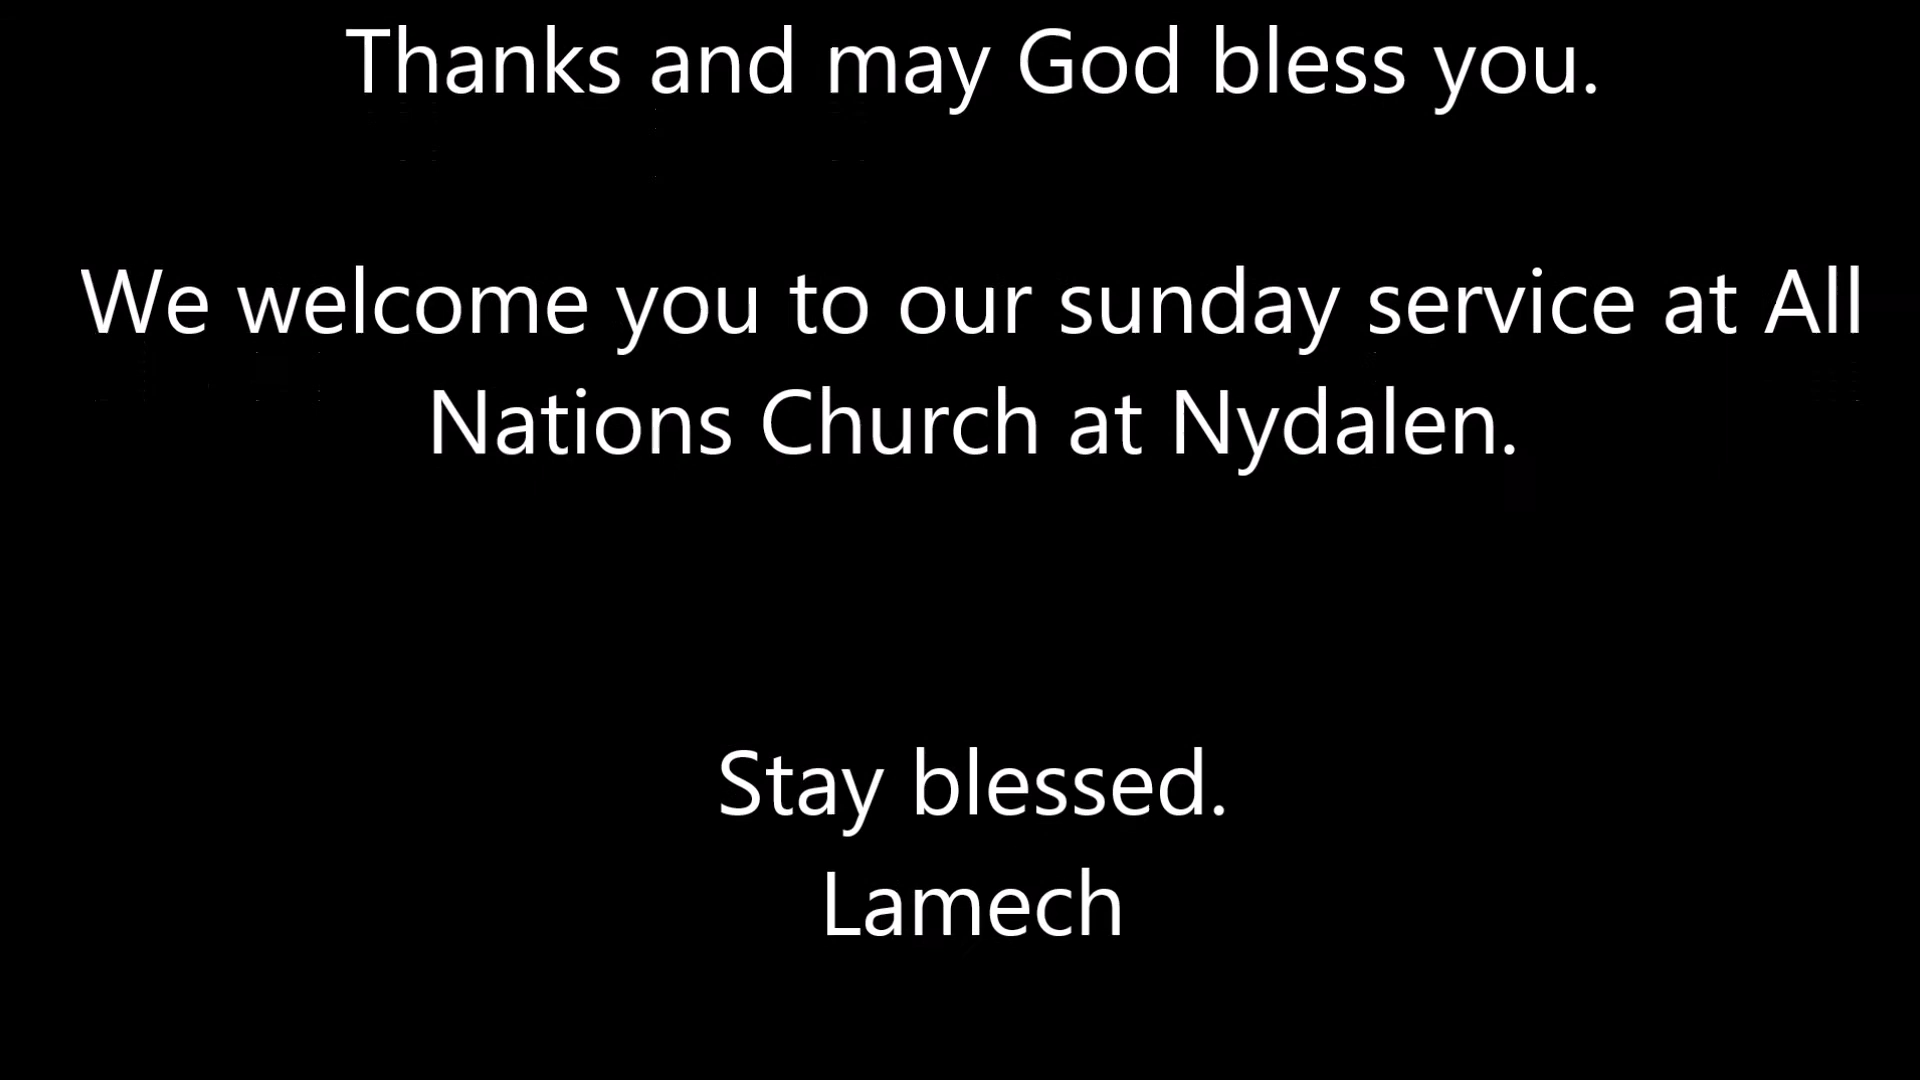 Thanks and may God bless you.
We welcome you to our sunday service at All
Nations Church at Nydalen.
Stay blessed.
Lamech